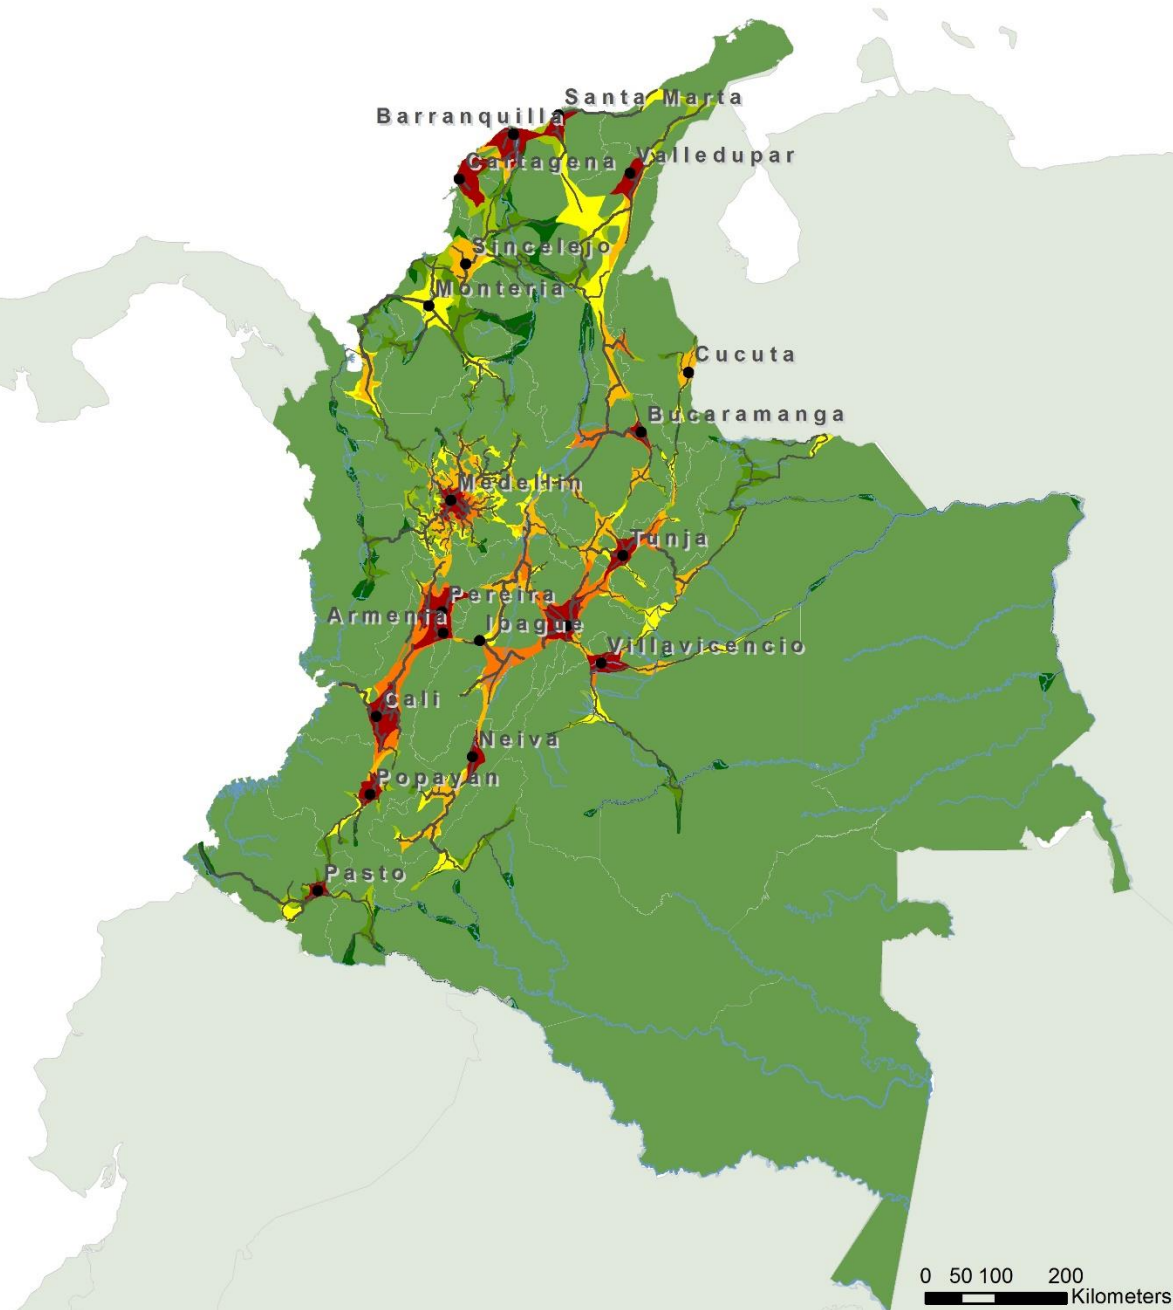 Santa Marta
Barranquilla
Cartagena
Valledupar
Sincelejo
Monteria
Cucuta
Bucaramanga
Medellin
Tunja
Pereira
Armenia
Ibague
Villavicencio
Cali
Neiva
Popayan
Pasto
0 50 100 200
Kilometers